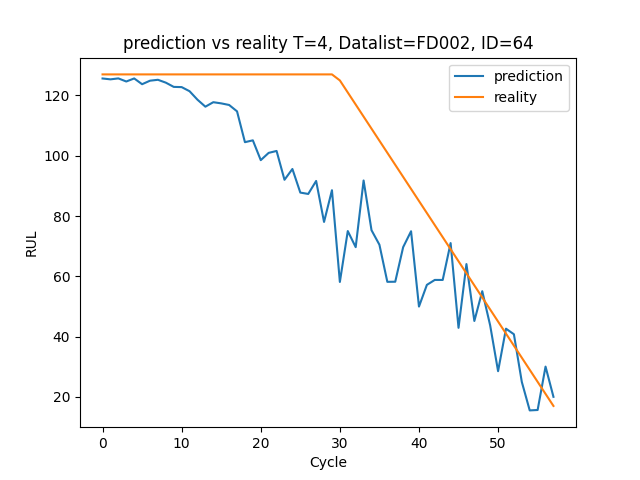 prediction vs reality T=4, Datalist=FD002, ID=64
prediction
reality
120
100
80
60
40
20
RUL
0 10 20 30 40 50
Cycle